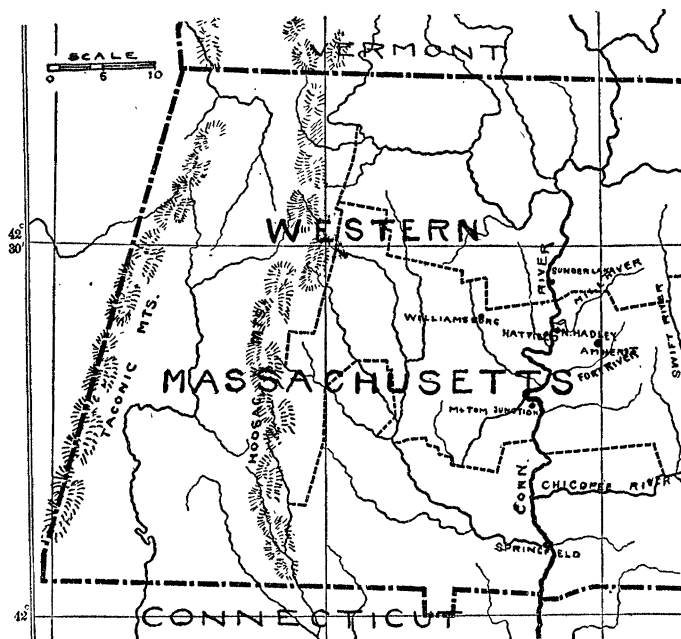 VERMONT
SCALE
0 6 10
WESTERN
42° 30'
RIVER
SUNDERLAND
MILL RIVER
SWIFT RIVER
TACONIC MTS.
HOOSAC MTS.
WILLIAMSBURG
HATFIELD
N. HADLEY
AMHERST
FORT RIVER
MASSACHUSETTS
MT TOM JUNCTION
CONN.
CHICOPEE RIVER
SPRINGFIELD
42°
CONNECTICUT